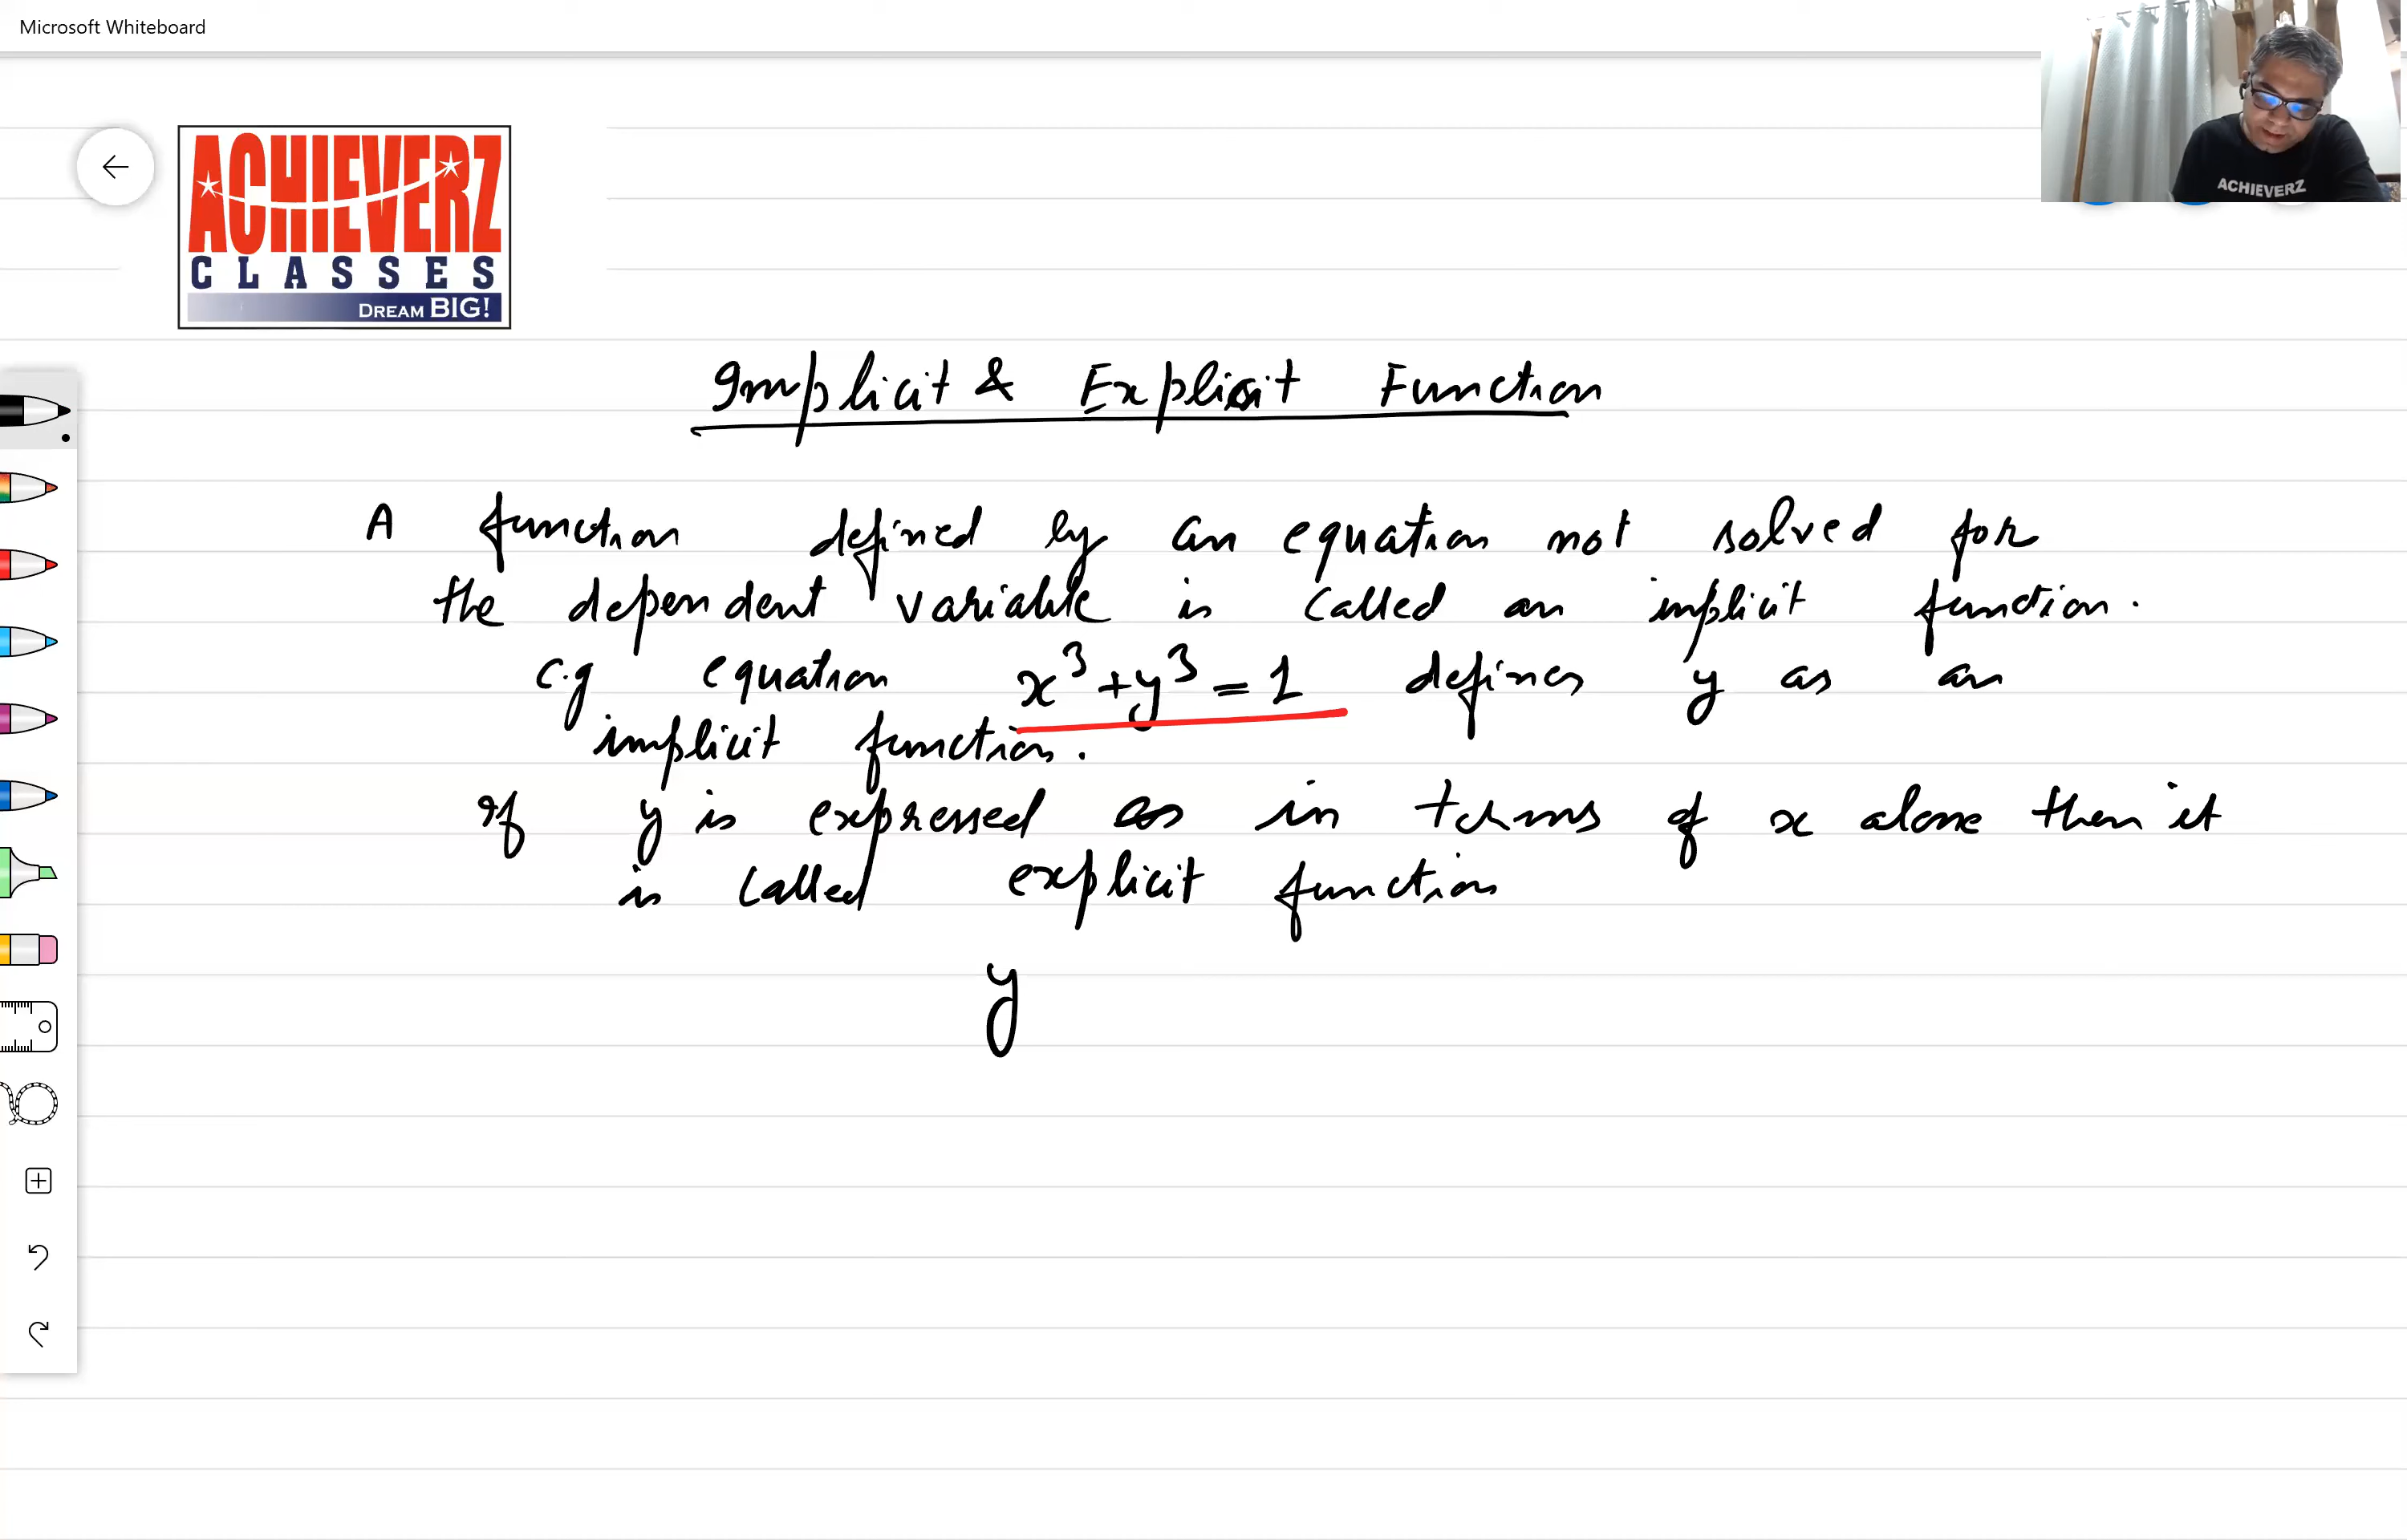 Microsoft Whiteboard
ACHIEVERZ
CLASSES
DREAM BIG!
ACHIEVERZ
Implicit & Explicit Function
A function defined by an equation not solved for
the dependent variable is called an implicit function.
e.g equation x³+y³=1 defines y as an
implicit function.
If y is expressed as in terms of x alone then it
is called explicit function
y